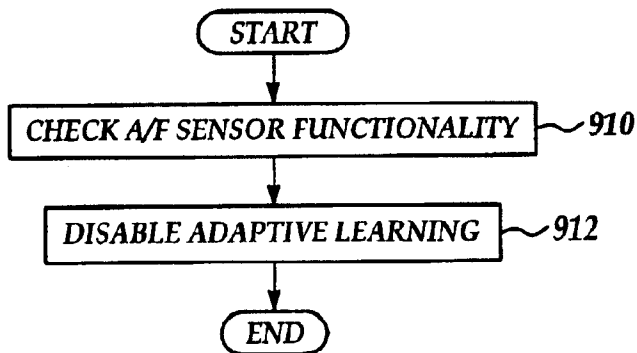 START
CHECK A/F SENSOR FUNCTIONALITY 910
DISABLE ADAPTIVE LEARNING 912
END